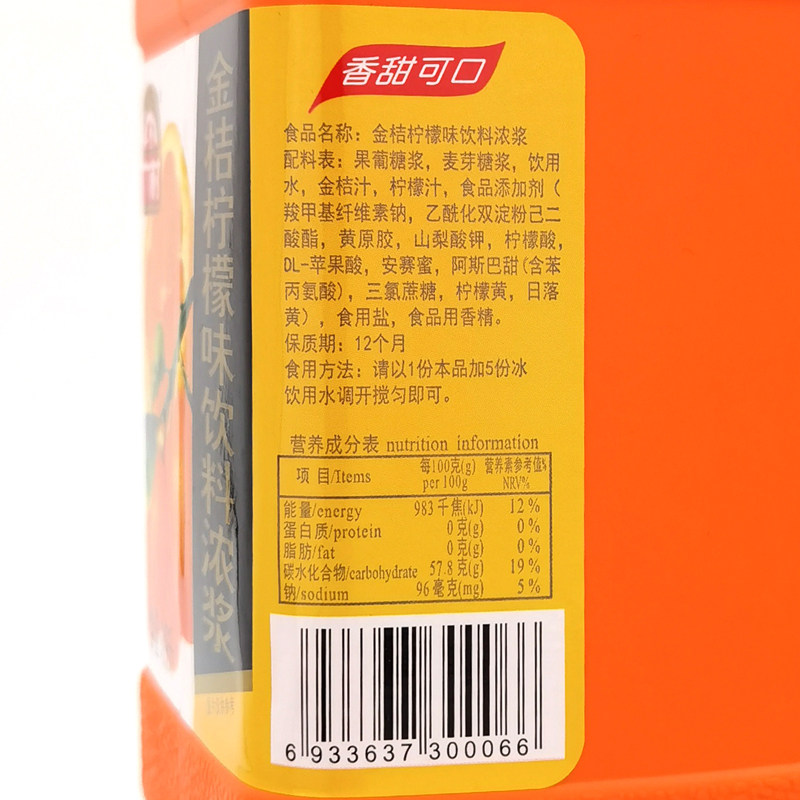 香甜可口
食品名称：金桔柠檬味饮料浓浆
配料表：果葡糖浆，麦芽糖浆，饮用
水，金桔汁，柠檬汁，食品添加剂（
羧甲基纤维素钠，乙酰化双淀粉己二
酸酯，黄原胶，山梨酸钾，柠檬酸，
DL-苹果酸，安赛蜜，阿斯巴甜(含苯
丙氨酸)，三氯蔗糖，柠檬黄，日落
黄），食用盐，食品用香精。
保质期：12个月
食用方法：请以1份本品加5份冰
饮用水调开搅匀即可。
营养成分表 nutrition information
项 目/Items 每100克(g) per 100g 营养素参考值% NRV%
能量/energy 983 千焦(kJ) 12 %
蛋白质/protein 0 克(g) 0 %
脂肪/fat 0 克(g) 0 %
碳水化合物/carbohydrate 57.8 克(g) 19 %
钠/sodium 96 毫克(mg) 5 %
6 933637 300066
金桔柠檬味饮料浓浆